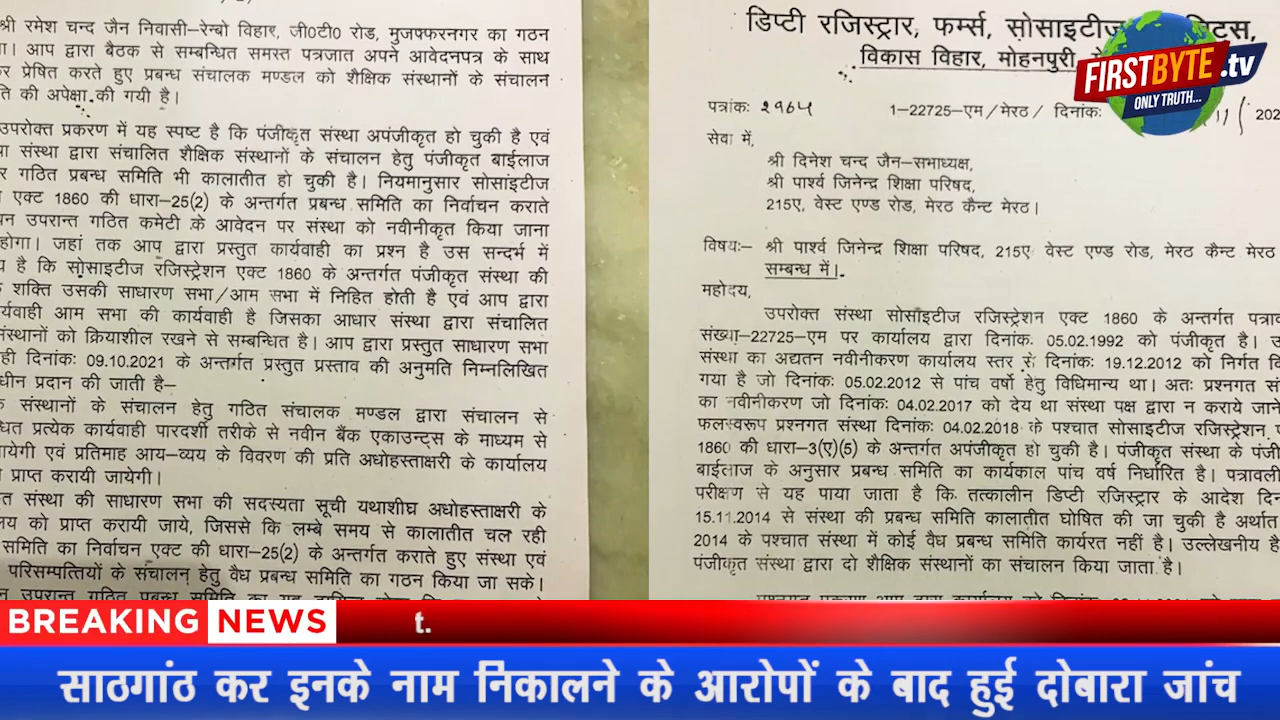 श्री रमेश चन्द जैन निवासी-रेन्बो विहार, जी०टी० रोड, मुजफ्फरनगर का गठन
आप द्वारा बैठक से सम्बन्धित समस्त पत्रजात अपने आवेदनपत्र के साथ
प्रेषित करते हुए प्रबन्ध संचालक मण्डल को शैक्षिक संस्थानों के संचालन
की अपेक्षा की गयी है।
उपरोक्त प्रकरण में यह स्पष्ट है कि पंजीकृत संस्था अपंजीकृत हो चुकी है एवं
संस्था द्वारा संचालित शैक्षिक संस्थानों के संचालन हेतु पंजीकृत बाईलाज
गठित प्रबन्ध समिति भी कालातीत हो चुकी है। नियमानुसार सोसांइटीज
एक्ट 1860 की धारा-25(2) के अन्तर्गत प्रबन्ध समिति का निर्वाचन कराते
उपरान्त गठित कमेटी के आवेदन पर संस्था को नवीनीकृत किया जाना
होगा। जहां तक आप द्वारा प्रस्तुत कार्यवाही का प्रश्न है उस सन्दर्भ में
है कि सोसाइटीज रजिस्ट्रेशन एक्ट 1860 के अन्तर्गत पंजीकृत संस्था की
शक्ति उसकी साधारण सभा/आम सभा में निहित होती है एवं आप द्वारा
कार्यवाही आम सभा की कार्यवाही है जिसका आधार संस्था द्वारा संचालित
संस्थानों को क्रियाशील रखने से सम्बन्धित है। आप द्वारा प्रस्तुत साधारण सभा
ही दिनांकः 09.10.2021 के अन्तर्गत प्रस्तुत प्रस्ताव की अनुमति निम्नलिखित
धीन प्रदान की जाती है-
संस्थानों के संचालन हेतु गठित संचालक मण्डल द्वारा संचालन से
प्रत्येक कार्यवाही पारदर्शी तरीके से नवीन बैंक एकाउन्ट्स के माध्यम से
जायेगी एवं प्रतिमाह आय-व्यय के विवरण की प्रति अधोहस्ताक्षरी के कार्यालय
प्राप्त करायी जायेगी।
संस्था की साधारण सभा की सदस्यता सूची यथाशीघ्र अधोहस्ताक्षरी के
को प्राप्त करायी जाये, जिससे कि लम्बे समय से कालातीत चल रही
समिति का निर्वाचन एक्ट की धारा-25(2) के अन्तर्गत कराते हुए संस्था एवं
परिसम्पत्तियों के संचालन हेतु वैध प्रबन्ध समिति का गठन किया जा सके।
डिप्टी रजिस्ट्रार, फर्म्स, सोसाइटीज
विकास विहार, मोहनपुरी
पत्रांकः 2964 1-22725-एम/मेरठ/ दिनांकः
सेवा में,
श्री दिनेश चन्द जैन-सभाध्यक्ष,
श्री पार्श्व जिनेन्द्र शिक्षा परिषद,
215ए, वेस्ट एण्ड रोड, मेरठ कैन्ट मेरठ।
विषयः- श्री पार्श्व जिनेन्द्र शिक्षा परिषद, 215ए वेस्ट एण्ड रोड, मेरठ कैन्ट मेरठ
सम्बन्ध में।
महोदय,
उपरोक्त संस्था सोसाइटीज रजिस्ट्रेशन एक्ट 1860 के अन्तर्गत
संख्या-22725-एम पर कार्यालय द्वारा दिनांकः 05.02.1992 को पंजीकृत है।
संस्था का अद्यतन नवीनीकरण कार्यालय स्तर से दिनांकः 19.12.2012 को निर्गत
गया है जो दिनांकः 05.02.2012 से पांच वर्षो हेतु विधिमान्य था। अतः प्रश्नगत
का नवीनीकरण जो दिनांकः 04.02.2017 को देय था संस्था पक्ष द्वारा न कराये जाने
फलस्वरूप प्रश्नगत संस्था दिनांकः 04.02.2018 के पश्चात सोसाइटीज रजिस्ट्रेशन
1860 की धारा-3(ए)(5) के अन्तर्गत अपंजीकृत हो चुकी है। पंजीकृत संस्था के
बाईलाज के अनुसार प्रबन्ध समिति का कार्यकाल पांच वर्ष निर्धारित है।
परीक्षण से यह पाया जाता है कि तत्कालीन डिप्टी रजिस्ट्रार के आदेश
15.11.2014 से संस्था की प्रबन्ध समिति कालातीत घोषित की जा चुकी है अर्थात
2014 के पश्चात संस्था में कोई वैध प्रबन्ध समिति कार्यरत नहीं है। उल्लेखनीय है
पंजीकृत संस्था द्वारा दो शैक्षिक संस्थानों का संचालन किया जाता है।
FIRSTBYTE.tv
ONLY TRUTH...
BREAKING NEWS t.
साठगांठ कर इनके नाम निकालने के आरोपों के बाद हुई दोबारा जांच